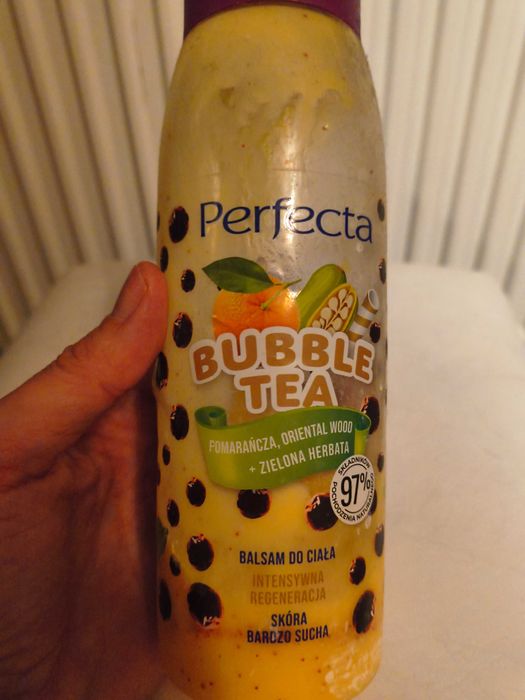 Perfecta
BUBBLE
TEA
POMARAŃCZA, ORIENTAL WOOD
+ ZIELONA HERBATA
SKŁADNIKÓW
97%
POCHODZENIA NATURALNEGO
BALSAM DO CIAŁA
INTENSYWNA
REGENERACJA
SKÓRA
BARDZO SUCHA